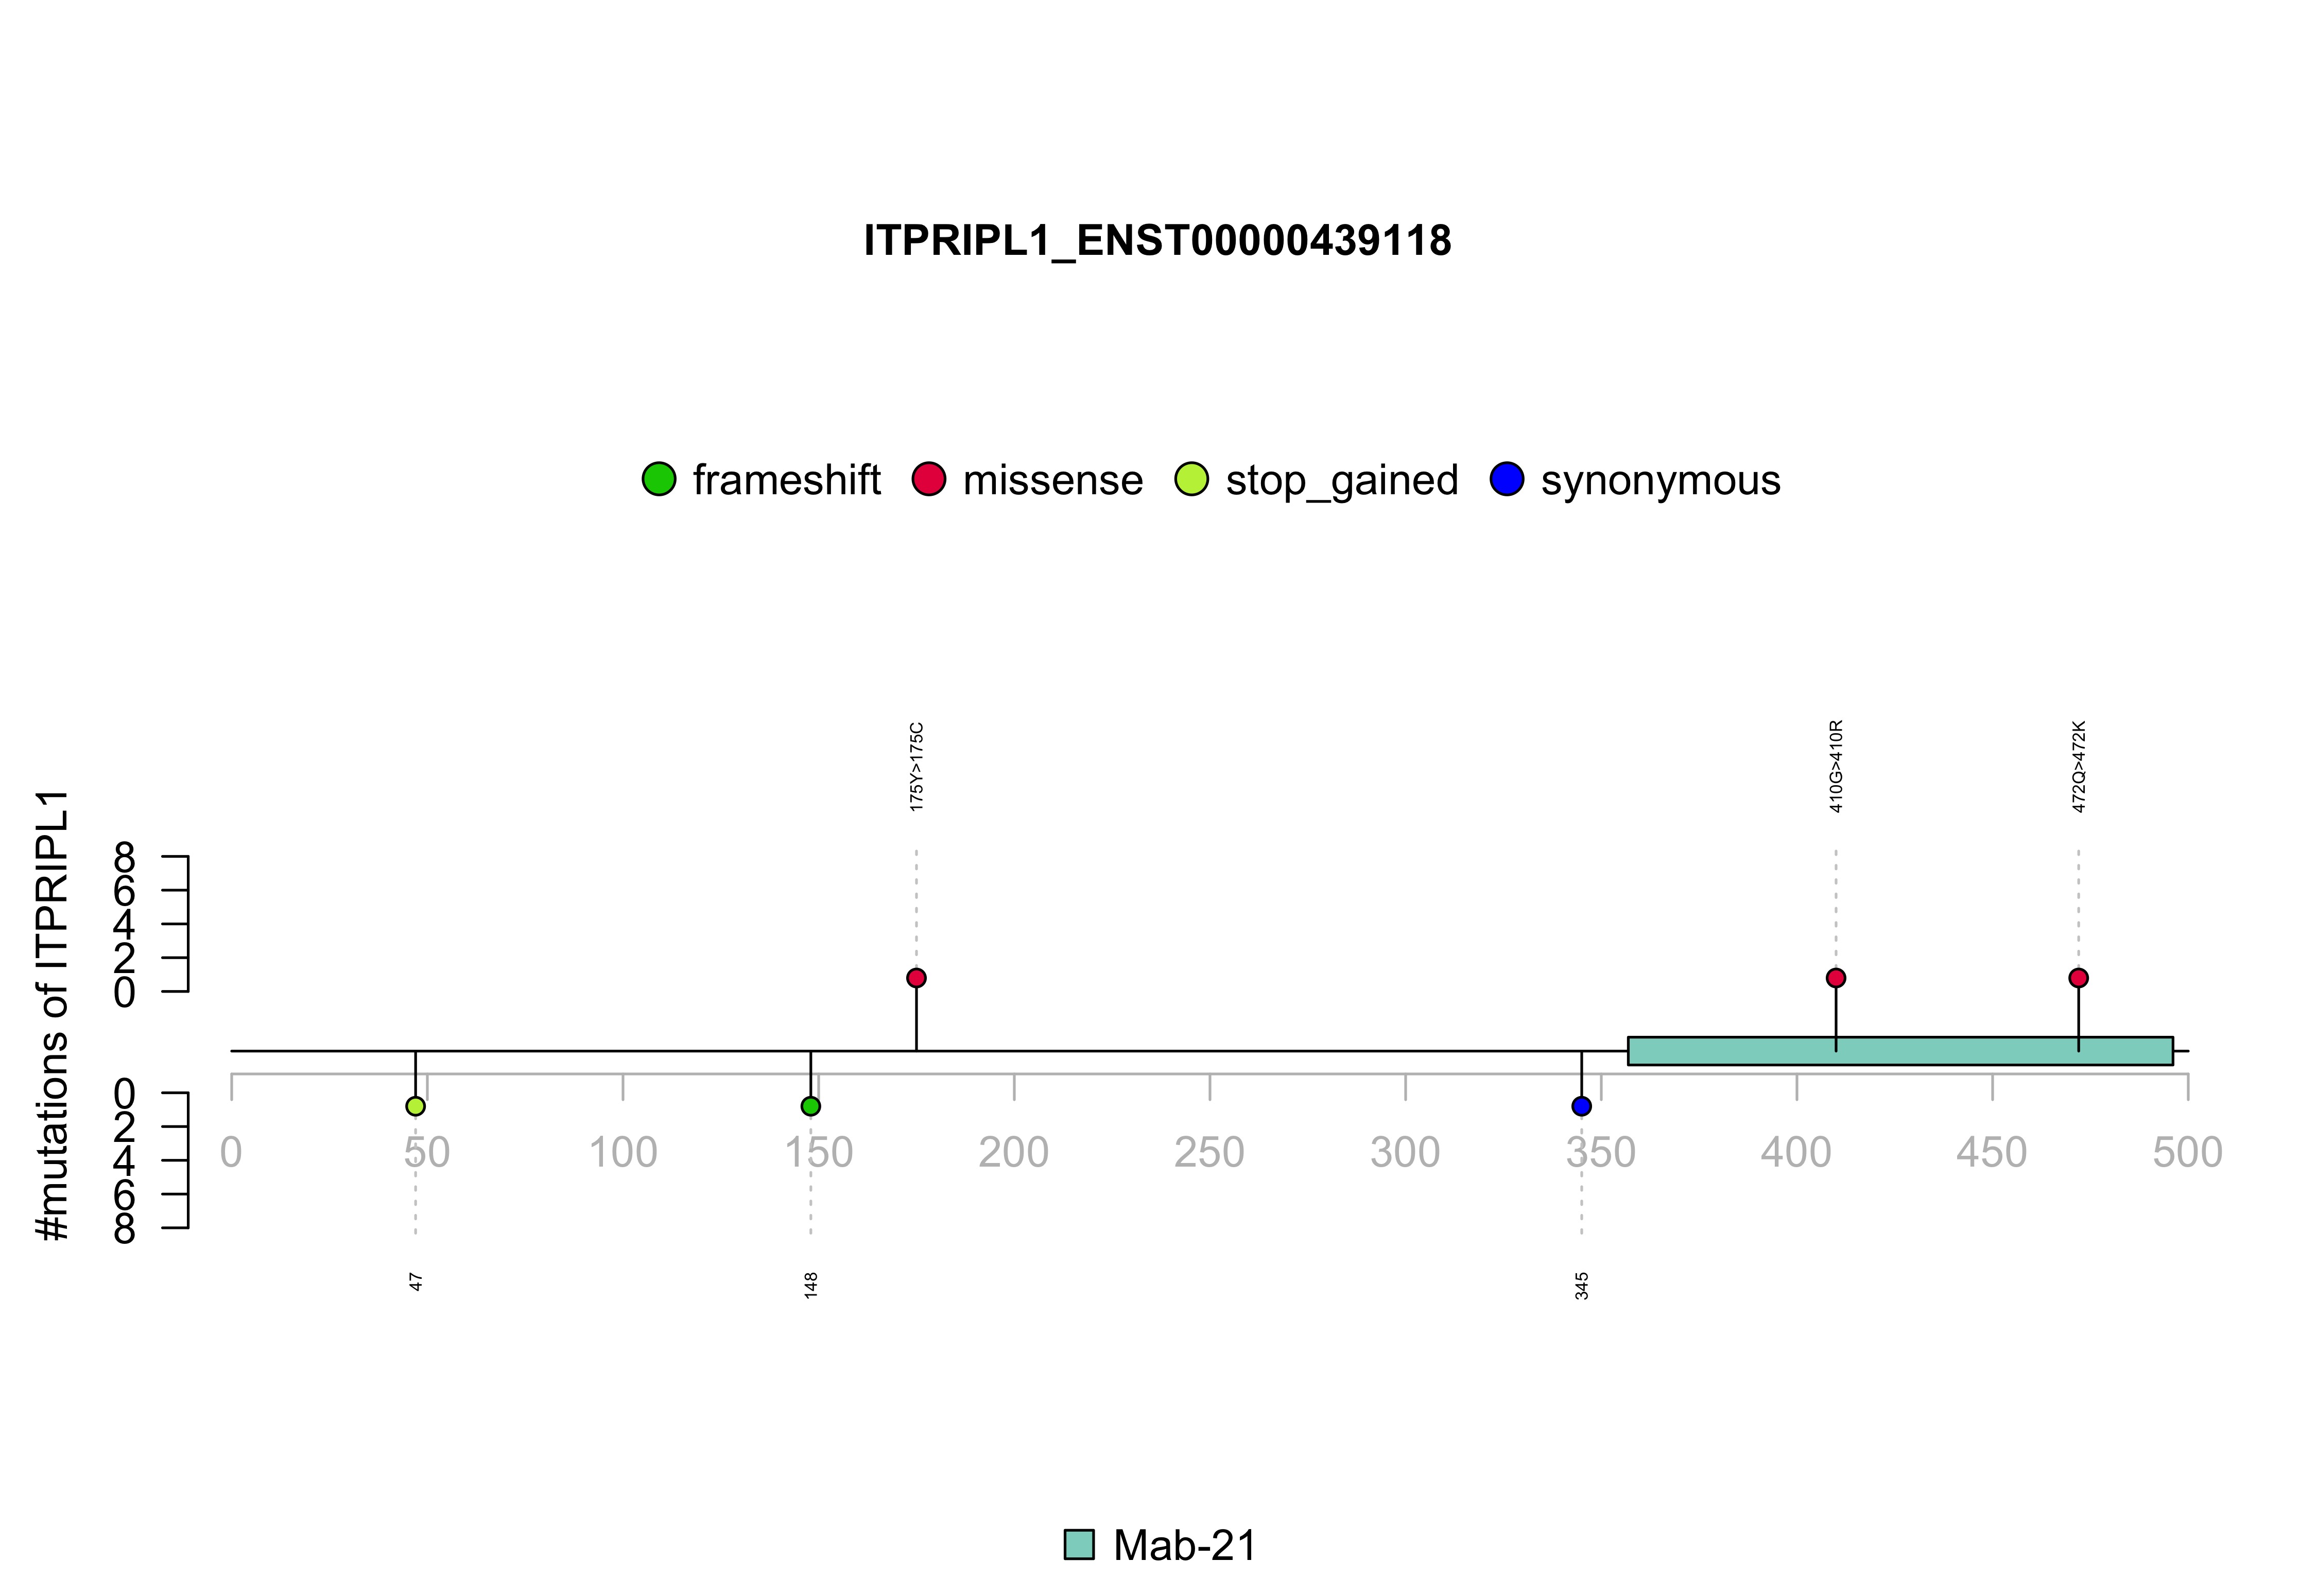 ITPRIPL1_ENST00000439118
frameshift missense stop_gained synonymous
175Y>175C 410G>410R 472Q>472K
#mutations of ITPRIPL1
8
6
4
2
0
0
2
4
6
8
0 50 100 150 200 250 300 350 400 450 500
47 148 345
Mab-21